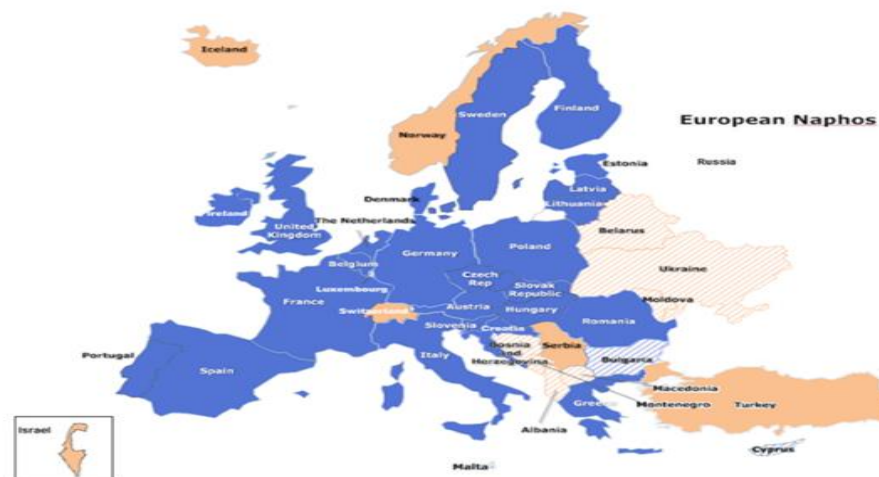 Iceland
Sweden
Finland
European Naphos
Norway
Estonia
Russia
Latvia
Denmark
Lithuania
Ireland
The Netherlands
United
Kingdom
Belarus
Poland
Germany
Belgium
Ukraine
Czech
Rep
Luxembourg
Slovak
Republic
France
Moldova
Switzerland
Austria
Hungary
Romania
Slovenia
Croatia
Portugal
Bosnia
and
Herzegovina
Serbia
Italy
Bulgaria
Spain
Macedonia
Montenegro
Turkey
Greece
Israel
Albania
Cyprus
Malta